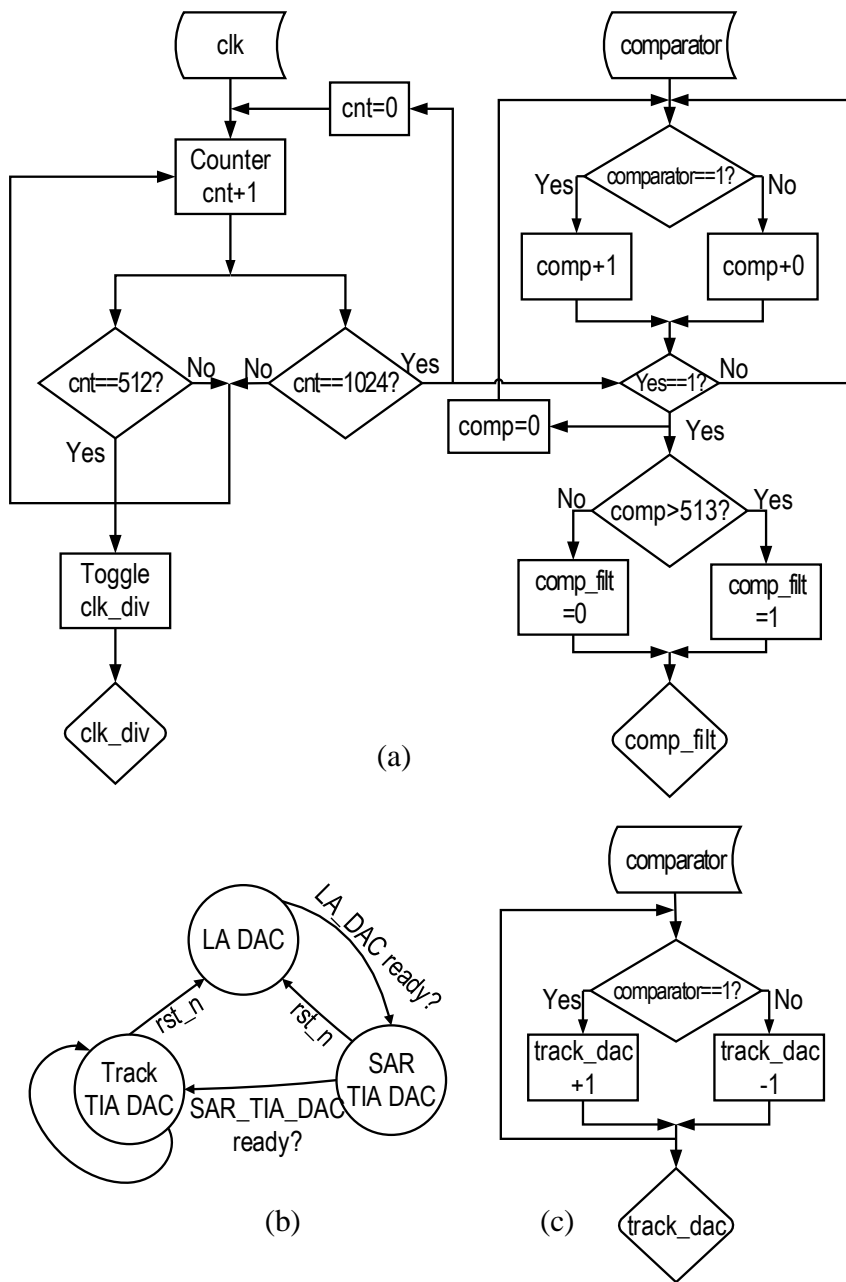 clk
cnt=0
Counter
cnt+1
cnt==512?
No
No
cnt==1024?
Yes
Yes
Toggle
clk_div
clk_div
comparator
comparator==1?
Yes
No
comp+1
comp+0
Yes==1?
No
comp=0
Yes
comp>513?
No
Yes
comp_filt
=0
comp_filt
=1
comp_filt
(a)
LA DAC
LA_DAC ready?
rst_n
rst_n
Track
TIA DAC
SAR
TIA DAC
SAR_TIA_DAC
ready?
(b)
comparator
comparator==1?
Yes
No
track_dac
+1
track_dac
-1
track_dac
(c)